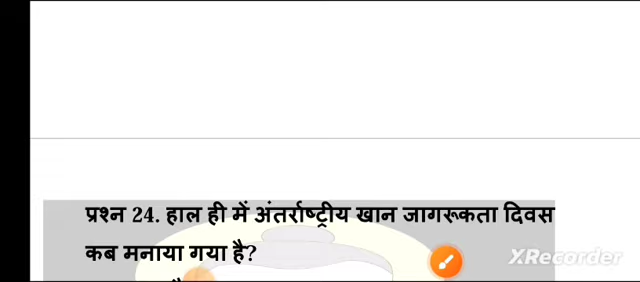 प्रश्न 24. हाल ही में अंतर्राष्ट्रीय खान जागरूकता दिवस
कब मनाया गया है?
XRecorder